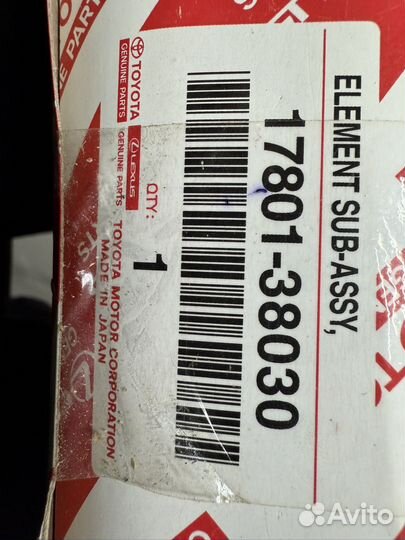 ELEMENT SUB-ASSY,
17801-38030
QTY:
1
TOYOTA
GENUINE PARTS
LEXUS
GENUINE PARTS
TOYOTA MOTOR CORPORATION
MADE IN JAPAN
Avito